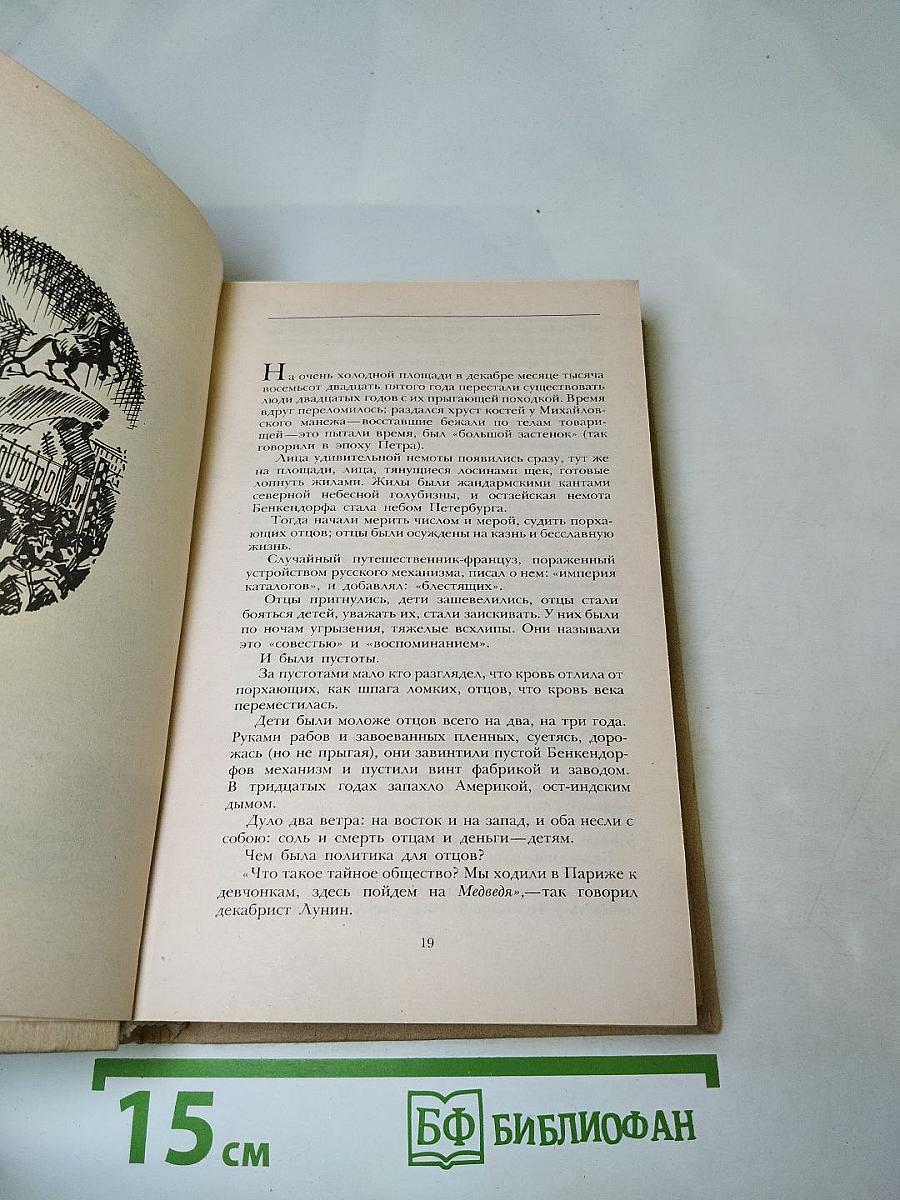 На очень холодной площади в декабре месяце тысяча
восемьсот двадцать пятого года перестали существовать
люди двадцатых годов с их прыгающей походкой. Время
вдруг переломилось; раздался хруст костей у Михайлов-
ского манежа—восставшие бежали по телам товари-
щей—это пытали время, был «большой застенок» (так
говорили в эпоху Петра).
Лица удивительной немоты появились сразу, тут же
на площади, лица, тянущиеся лосинами щек, готовые
лопнуть жилами. Жилы были жандармскими кантами
северной небесной голубизны, и остзейская немота
Бенкендорфа стала небом Петербурга.
Тогда начали мерить числом и мерой, судить порха-
ющих отцов; отцы были осуждены на казнь и бесславную
жизнь.
Случайный путешественник-француз, пораженный
устройством русского механизма, писал о нем: «империя
каталогов», и добавлял: «блестящих».
Отцы пригнулись, дети зашевелились, отцы стали
бояться детей, уважать их, стали заискивать. У них были
по ночам угрызения, тяжелые всхлипы. Они называли
это «совестью» и «воспоминанием».
И были пустоты.
За пустотами мало кто разглядел, что кровь отлила от
порхающих, как шпага ломких, отцов, что кровь века
переместилась.
Дети были моложе отцов всего на два, на три года.
Руками рабов и завоеванных пленных, суетясь, доро-
жась (но не прыгая), они завинтили пустой Бенкендор-
фов механизм и пустили винт фабрикой и заводом.
В тридцатых годах запахло Америкой, ост-индским
дымом.
Дуло два ветра: на восток и на запад, и оба несли с
собою: соль и смерть отцам и деньги—детям.
Чем была политика для отцов?
«Что такое тайное общество? Мы ходили в Париже к
девчонкам, здесь пойдем на Медведя»,—так говорил
декабрист Лунин.
19
15 см
БФ БИБЛИОФАН